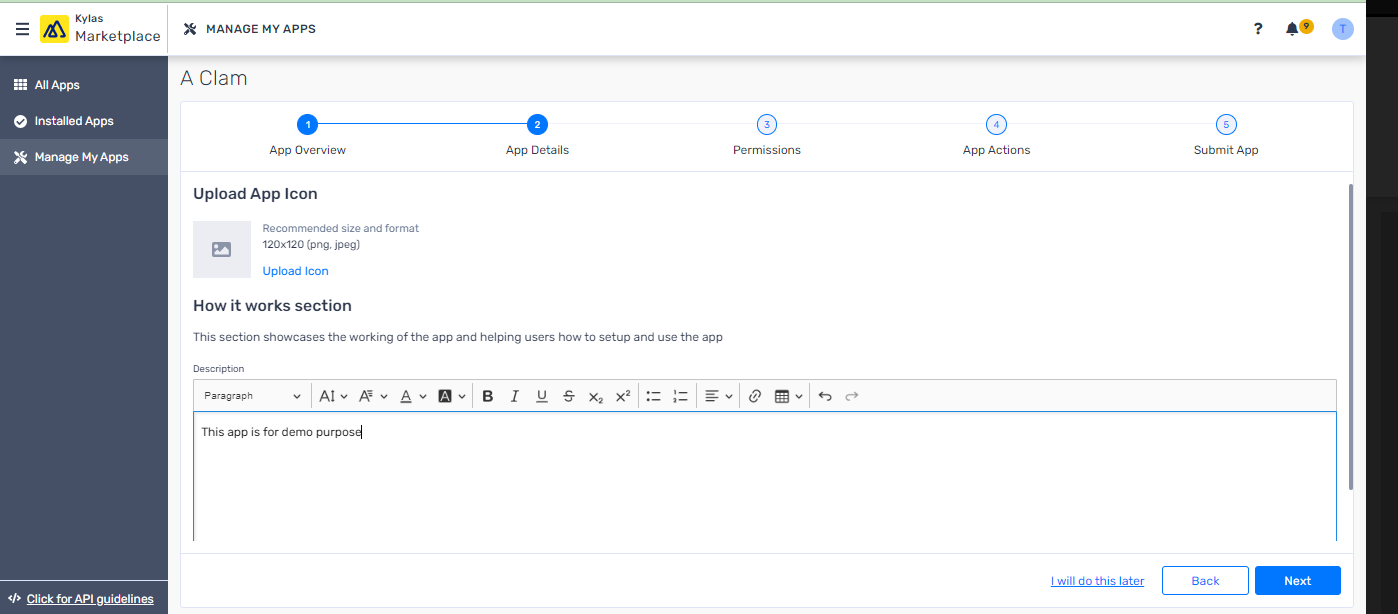 Kylas
Marketplace
MANAGE MY APPS
?
9
T
All Apps
Installed Apps
Manage My Apps
Click for API guidelines
A Clam
1
2
3
4
5
App Overview
App Details
Permissions
App Actions
Submit App
Upload App Icon
Recommended size and format
120x120 (png, jpeg)
Upload Icon
How it works section
This section showcases the working of the app and helping users how to setup and use the app
Description
Paragraph
This app is for demo purpose
I will do this later
Back
Next